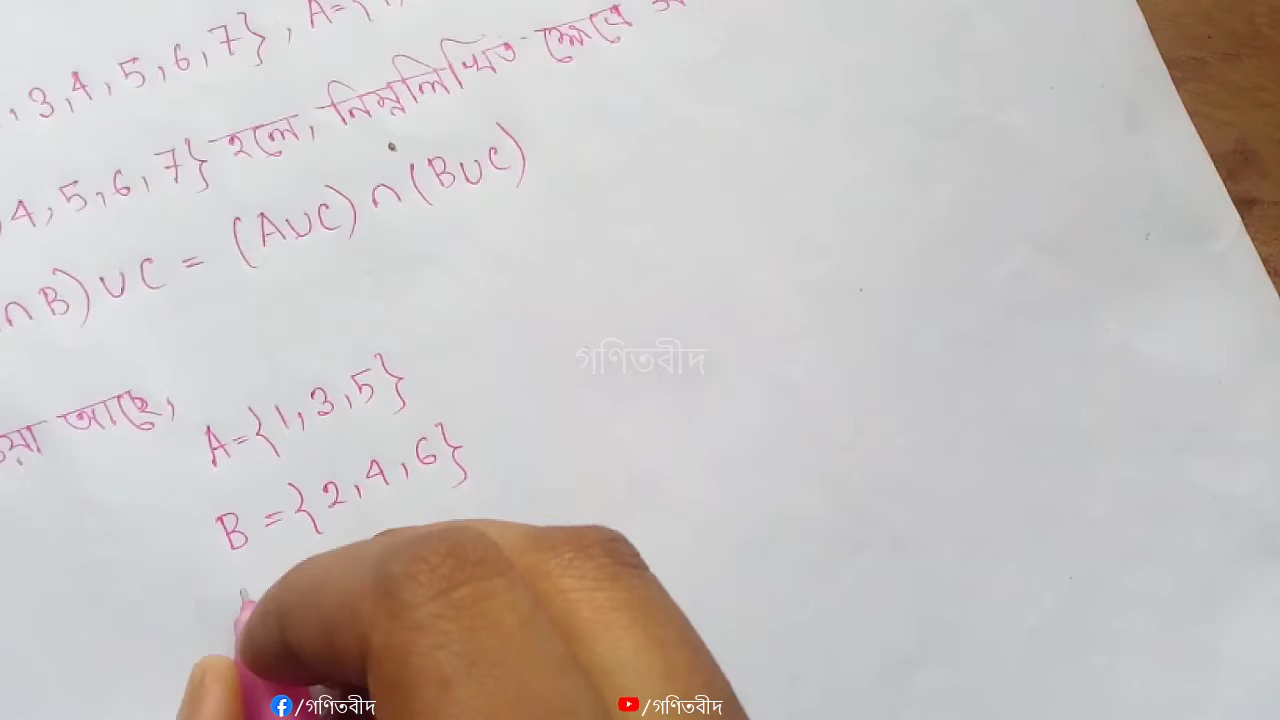 , 3, 4, 5, 6, 7}, A={
4, 5, 6, 7} হলে, নিম্নলিখিত ক্ষেত্রে
∩ B) ∪ C = (A∪C) ∩ (B∪C)
আছে, A={1, 3, 5}
B = {2, 4, 6}
গণিতবীদ
/গণিতবীদ
/গণিতবীদ